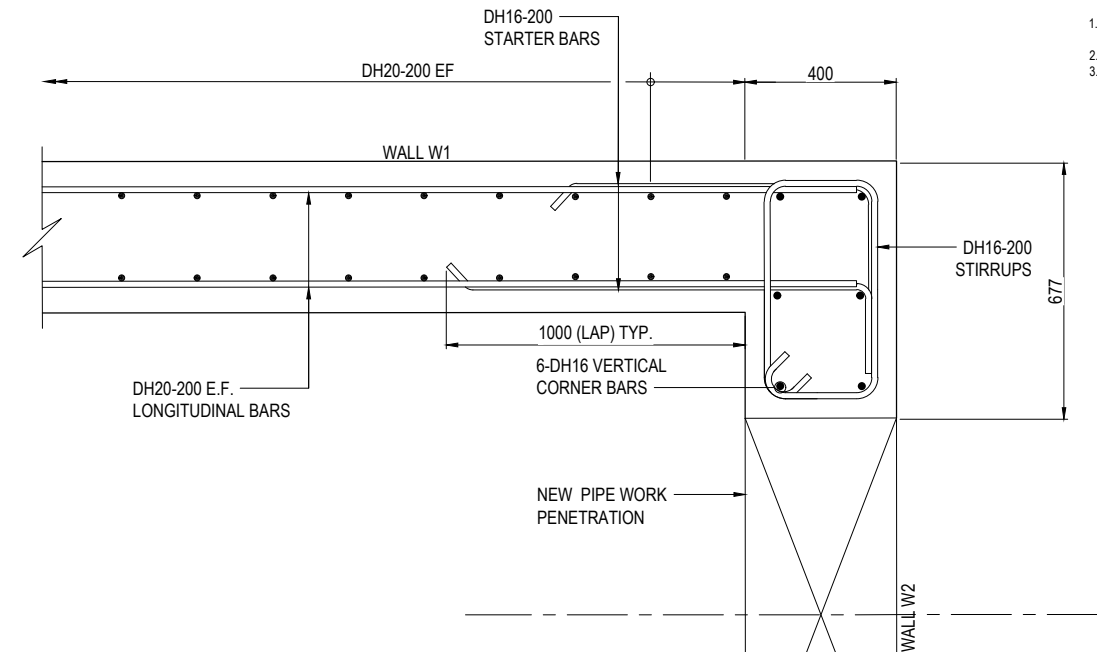 DH16-200
STARTER BARS
1.
2.
3.
DH20-200 EF
400
WALL W1
DH16-200
STIRRUPS
677
1000 (LAP) TYP.
6-DH16 VERTICAL
CORNER BARS
DH20-200 E.F.
LONGITUDINAL BARS
NEW PIPE WORK
PENETRATION
WALL W2